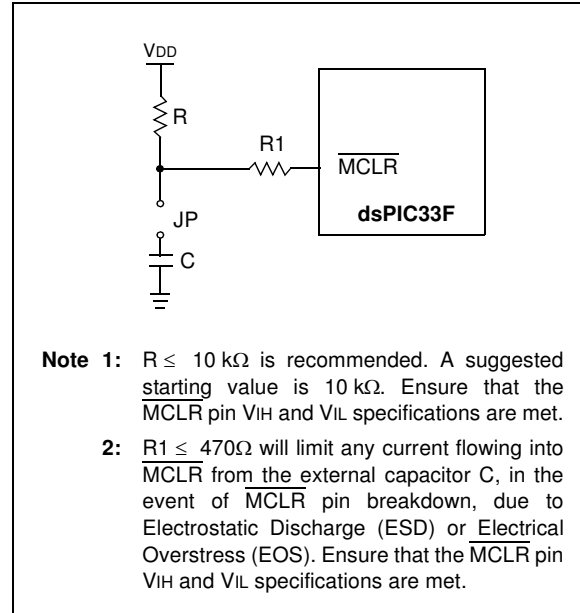 VDD
R
R1
MCLR
dsPIC33F
JP
C
Note 1: R ≤ 10 kΩ is recommended. A suggested
starting value is 10 kΩ. Ensure that the
MCLR pin VIH and VIL specifications are met.
2: R1 ≤ 470Ω will limit any current flowing into
MCLR from the external capacitor C, in the
event of MCLR pin breakdown, due to
Electrostatic Discharge (ESD) or Electrical
Overstress (EOS). Ensure that the MCLR pin
VIH and VIL specifications are met.